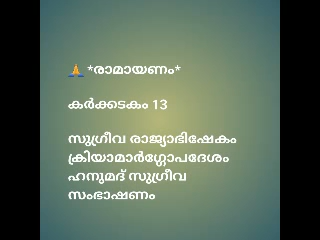 🙏 *രാമായണം*
കർക്കടകം 13
സുഗ്രീവ രാജ്യാഭിഷേകം
ക്രിയാമാർഗ്ഗോപദേശം
ഹനുമദ് സുഗ്രീവ
സംഭാഷണം